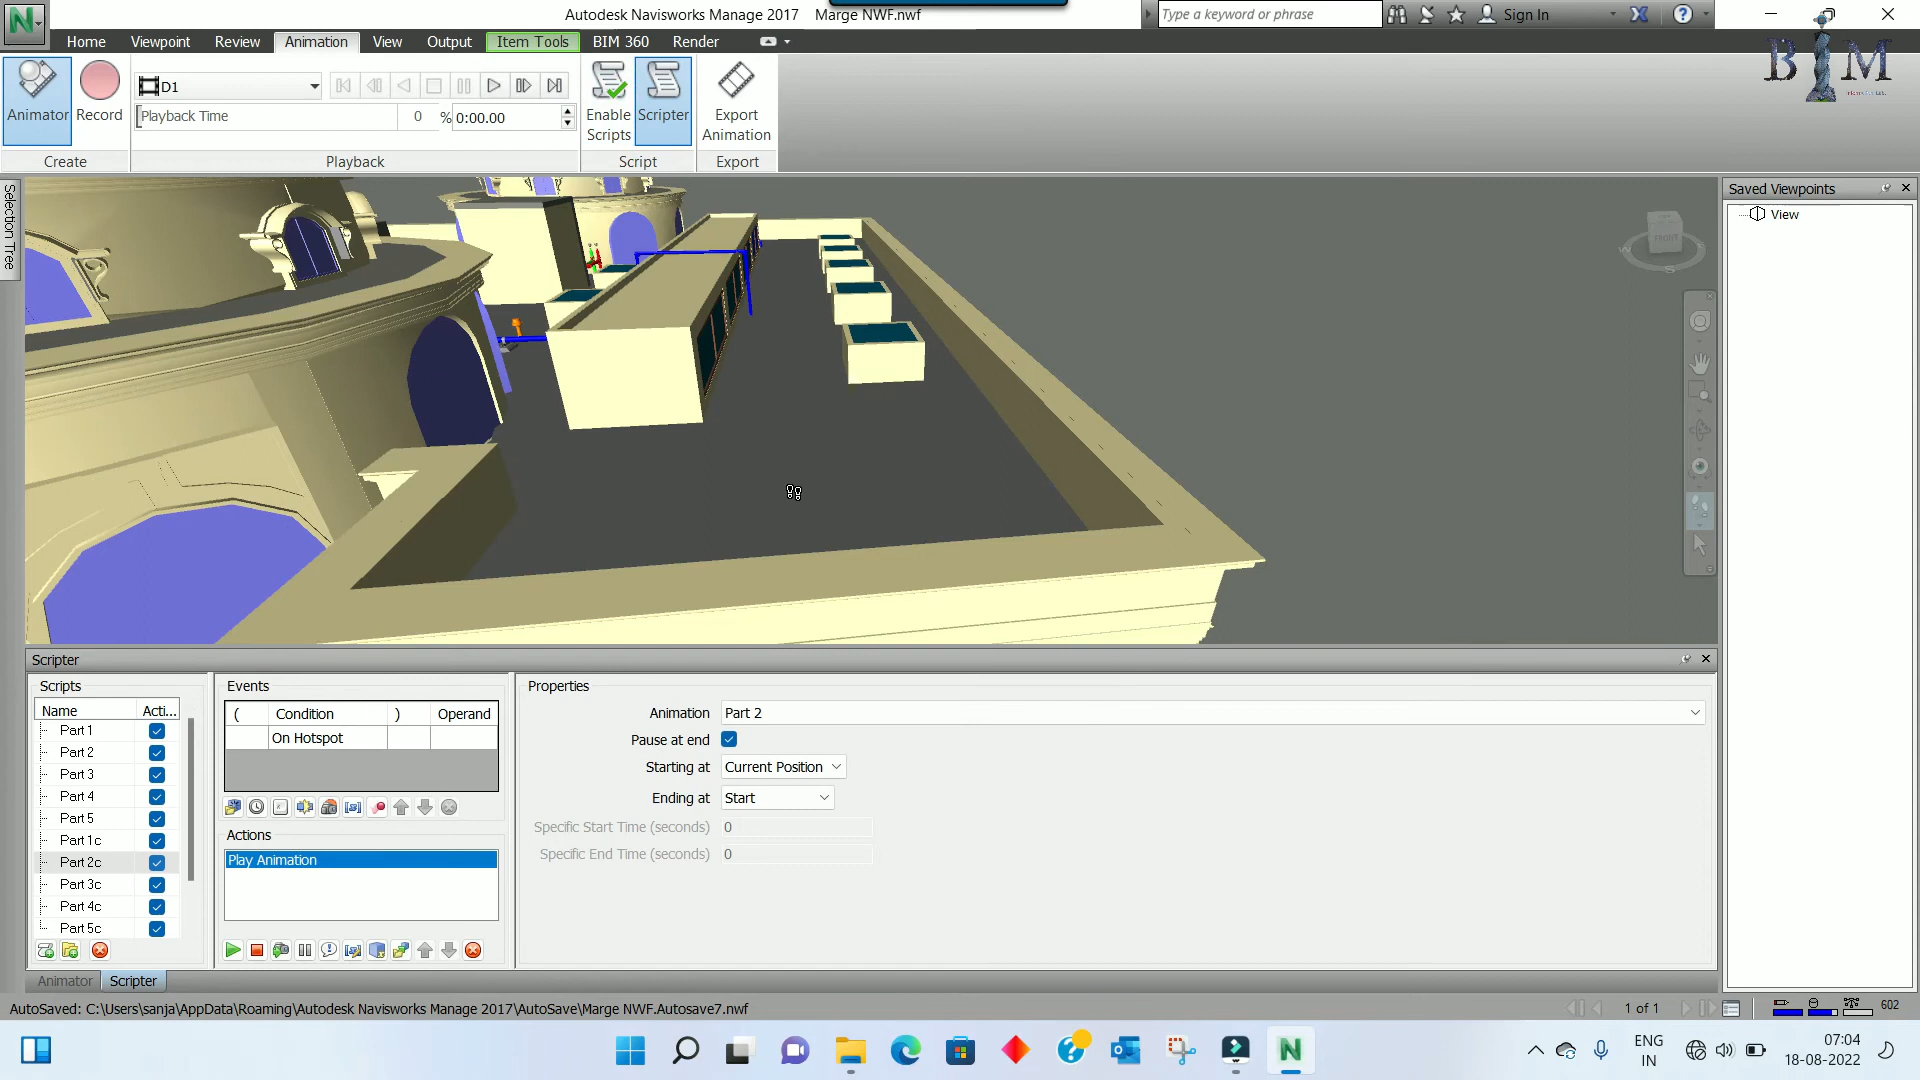 Autodesk Navisworks Manage 2017 Marge NWF.nwf
Type a keyword or phrase
Sign In
Home Viewpoint Review Animation View Output Item Tools BIM 360 Render
BIM
D1
Animator Record
Playback Time 0 % 0:00.00
Enable Scripts
Scripter
Export Animation
Create Playback Script Export
Selection Tree
Saved Viewpoints
View
FRONT
Scripter
Scripts
Name Acti...
Part 1
Part 2
Part 3
Part 4
Part 5
Part 1c
Part 2c
Part 3c
Part 4c
Part 5c
Events
( Condition ) Operand
On Hotspot
Actions
Play Animation
Properties
Animation Part 2
Pause at end
Starting at Current Position
Ending at Start
Specific Start Time (seconds) 0
Specific End Time (seconds) 0
Animator Scripter
AutoSaved: C:\Users\sanja\AppData\Roaming\Autodesk Navisworks Manage 2017\AutoSave\Marge NWF.Autosave7.nwf
1 of 1
602
ENG
IN
07:04
18-08-2022